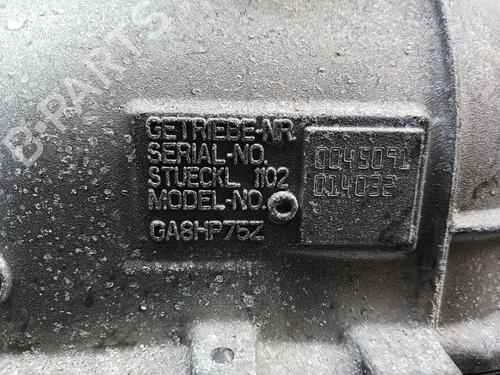 GETRIEBE-NR.
SERIAL-NO.
STUECKL 1102
MODEL-NO.
GA8HP75Z
0045091
014032
B-PARTS